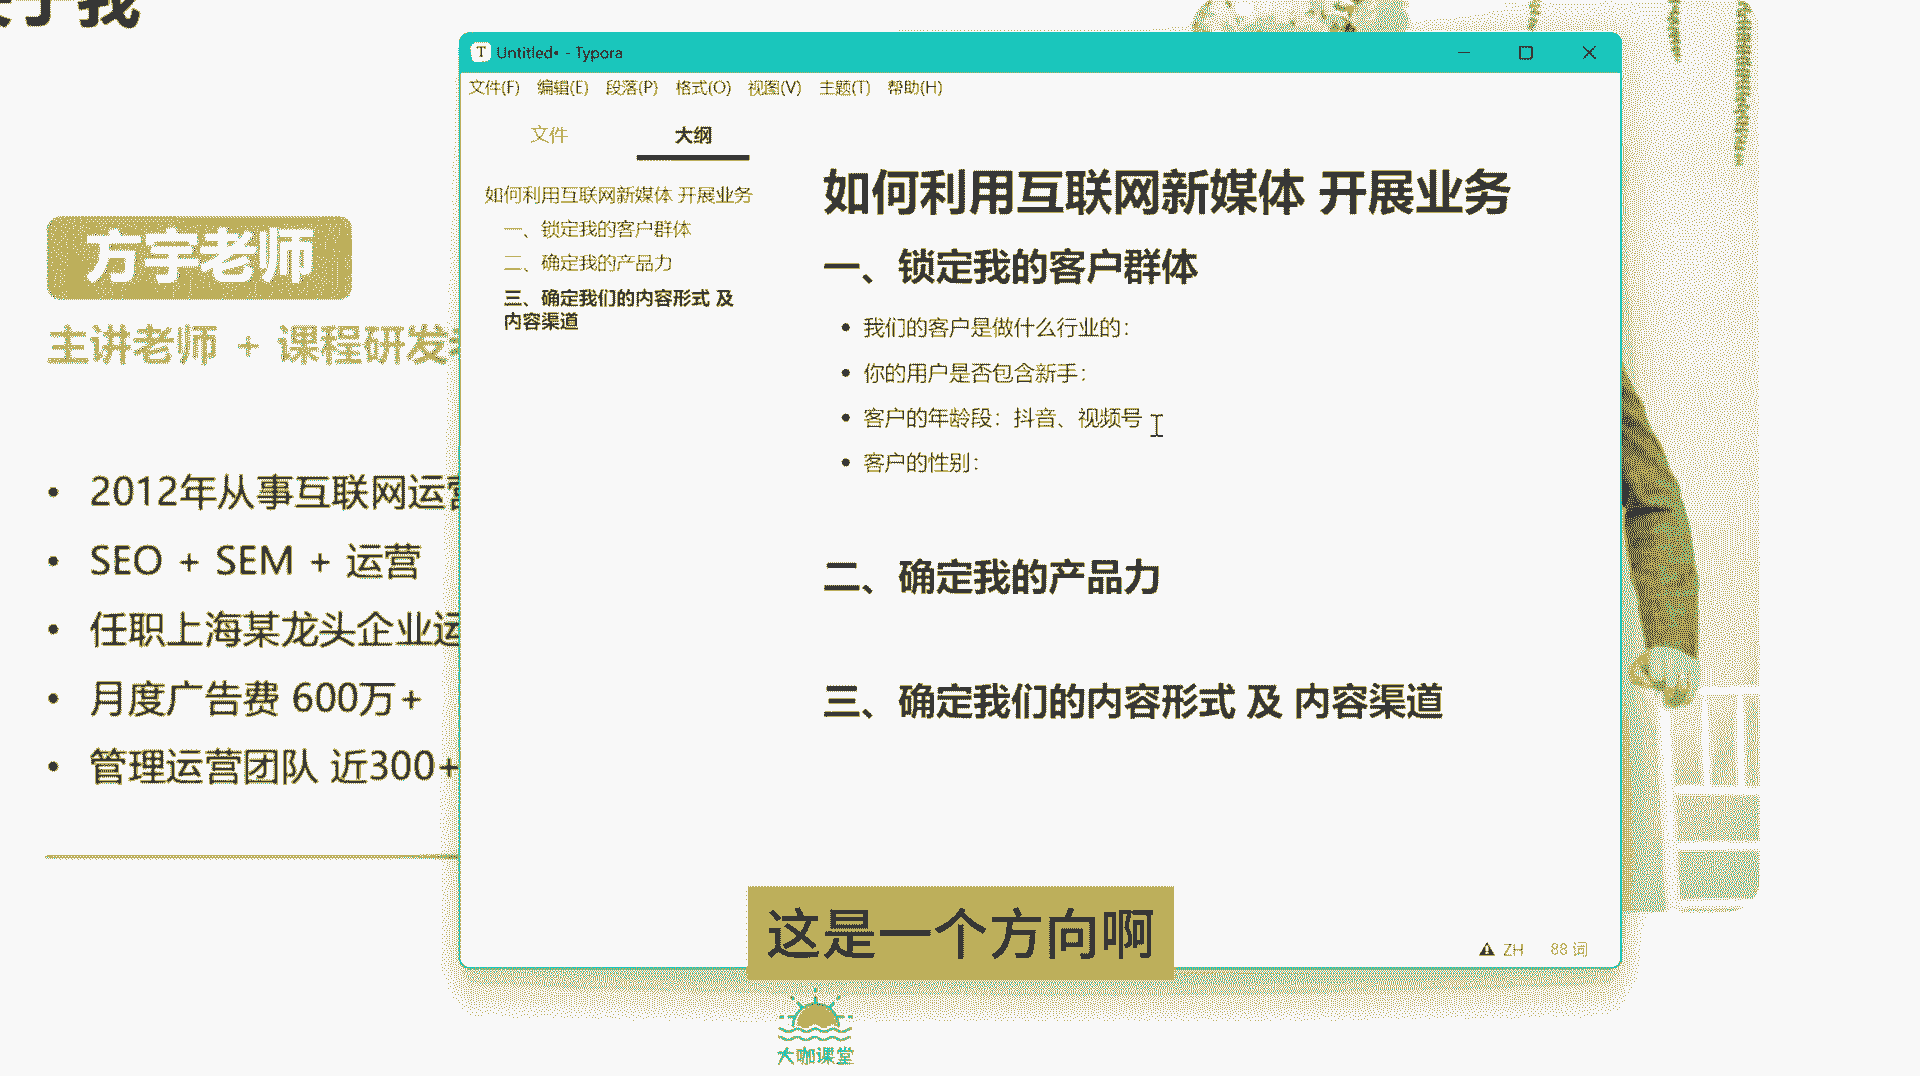 于我
方宇老师
主讲老师 + 课程研发
2012年从事互联网运营
SEO + SEM + 运营
任职上海某龙头企业运
月度广告费 600万+
管理运营团队 近300+
Untitled• - Typora
文件(F) 编辑(E) 段落(P) 格式(O) 视图(V) 主题(T) 帮助(H)
文件 大纲
如何利用互联网新媒体 开展业务
一、锁定我的客户群体
二、确定我的产品力
三、确定我们的内容形式 及
内容渠道
如何利用互联网新媒体 开展业务
一、锁定我的客户群体
我们的客户是做什么行业的：
你的用户是否包含新手：
客户的年龄段：抖音、视频号
客户的性别：
二、确定我的产品力
三、确定我们的内容形式 及 内容渠道
ZH 88 词
这是一个方向啊
大咖课堂